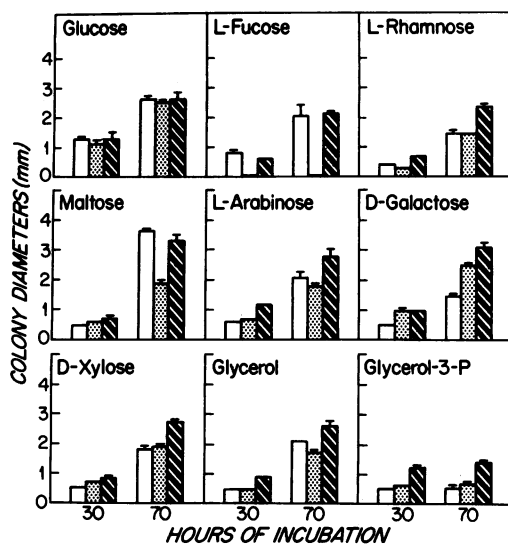 Glucose L-Fucose L-Rhamnose
4
3
2
1
0
Maltose L-Arabinose D-Galactose
4
3
2
1
0
D-Xylose Glycerol Glycerol-3-P
4
3
2
1
0
30 70 30 70 30 70
COLONY DIAMETERS (mm)
HOURS OF INCUBATION